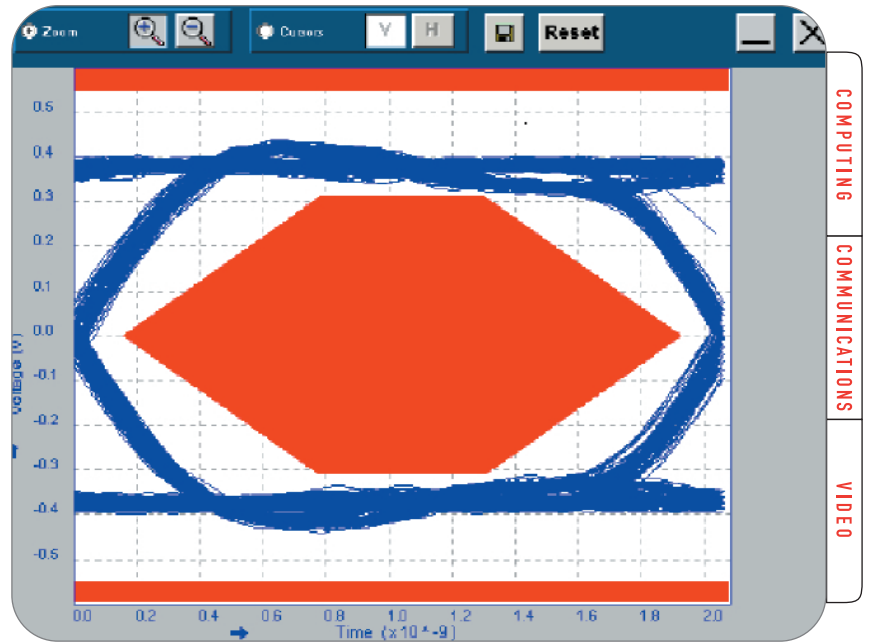 Zoom Cursors V H Reset
0.5
0.4
0.3
0.2
0.1
0.0
-0.1
-0.2
-0.3
-0.4
-0.5
Voltage (V)
0.0 0.2 0.4 0.6 0.8 1.0 1.2 1.4 1.6 1.8 2.0
Time (x10^-9)
COMPUTING
COMMUNICATIONS
VIDEO